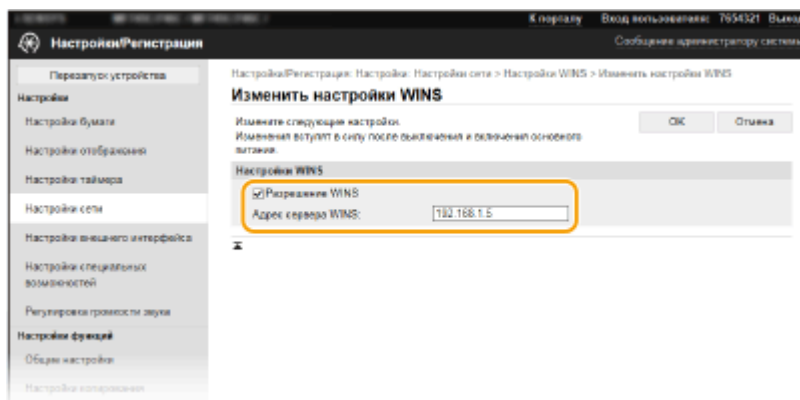 К порталу Вход пользователя: 7654321 Выход
Настройки/Регистрация
Сообщение администратору системы
Перезапуск устройства
Настройки
Настройки бумаги
Настройки отображения
Настройки таймера
Настройки сети
Настройки внешнего интерфейса
Настройки специальных
возможностей
Регулировка громкости звука
Настройки функций
Общие настройки
Настройки копирования
Настройки/Регистрация: Настройки: Настройки сети > Настройки WINS > Изменить настройки WINS
Изменить настройки WINS
Измените следующие настройки.
Изменения вступят в силу после выключения и включения основного
питания.
OK Отмена
Настройки WINS
Разрешение WINS
Адрес сервера WINS: 192.168.1.5